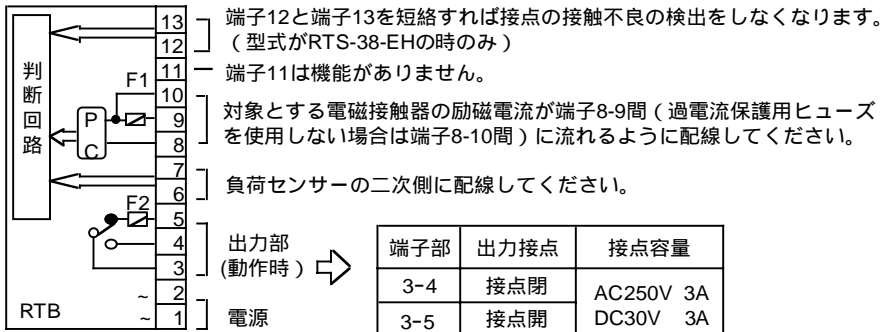 13
12
11
10
9
8
7
6
5
4
3
2
1
判断回路
F1
PC
F2
~
~
RTB
端子12と端子13を短絡すれば接点の接触不良の検出をしなくなります。
(型式がRTS-38-EHの時のみ)
端子11は機能がありません。
対象とする電磁接触器の励磁電流が端子8-9間(過電流保護用ヒューズ
を使用しない場合は端子8-10間)に流れるように配線してください。
負荷センサーの二次側に配線してください。
出力部
(動作時)
電源
端子部 出力接点 接点容量
3-4 接点閉 AC250V 3A
3-5 接点開 DC30V 3A